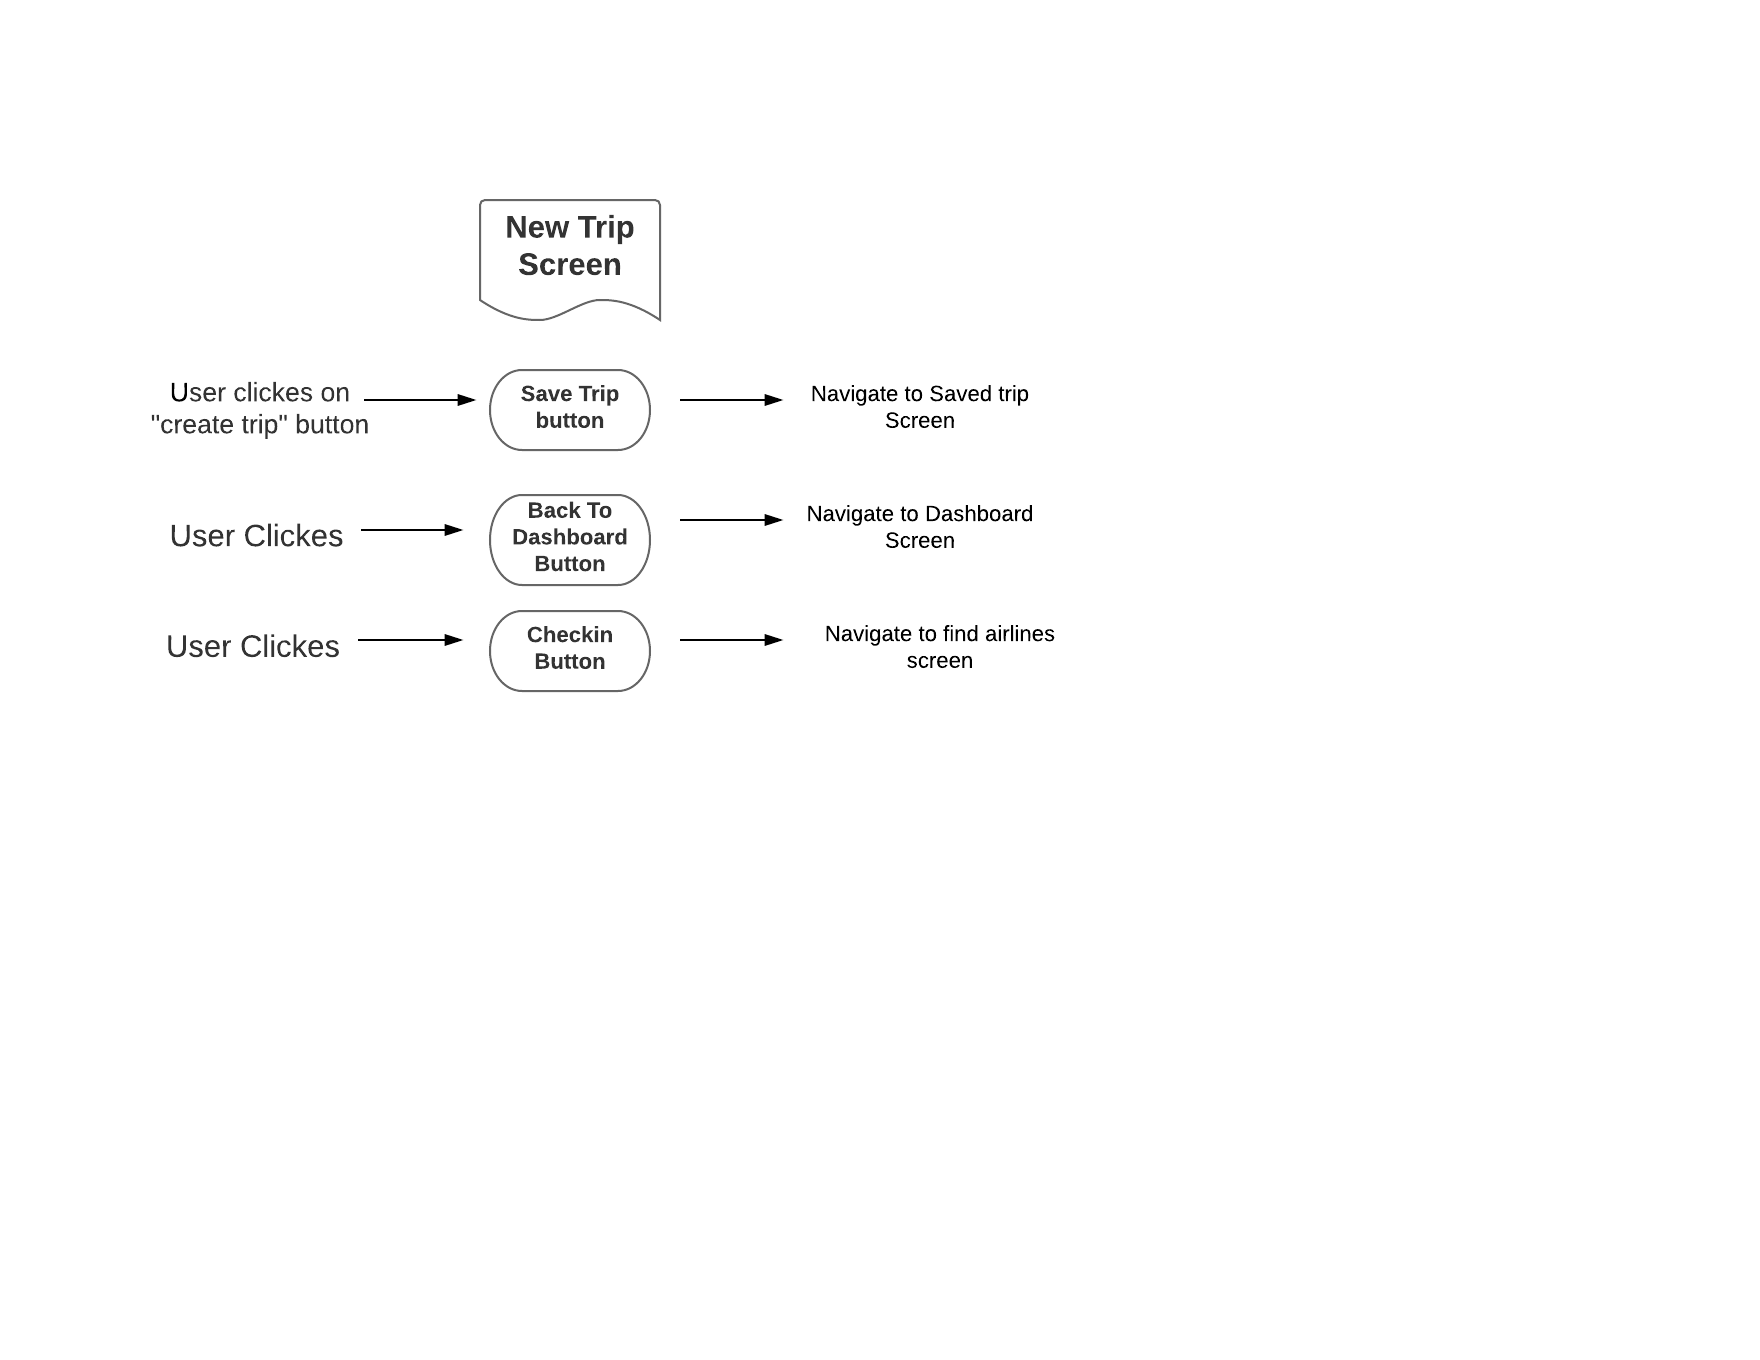 New Trip
Screen
User clickes on
"create trip" button
Save Trip
button
Navigate to Saved trip
Screen
User Clickes
Back To
Dashboard
Button
Navigate to Dashboard
Screen
User Clickes
Checkin
Button
Navigate to find airlines
screen